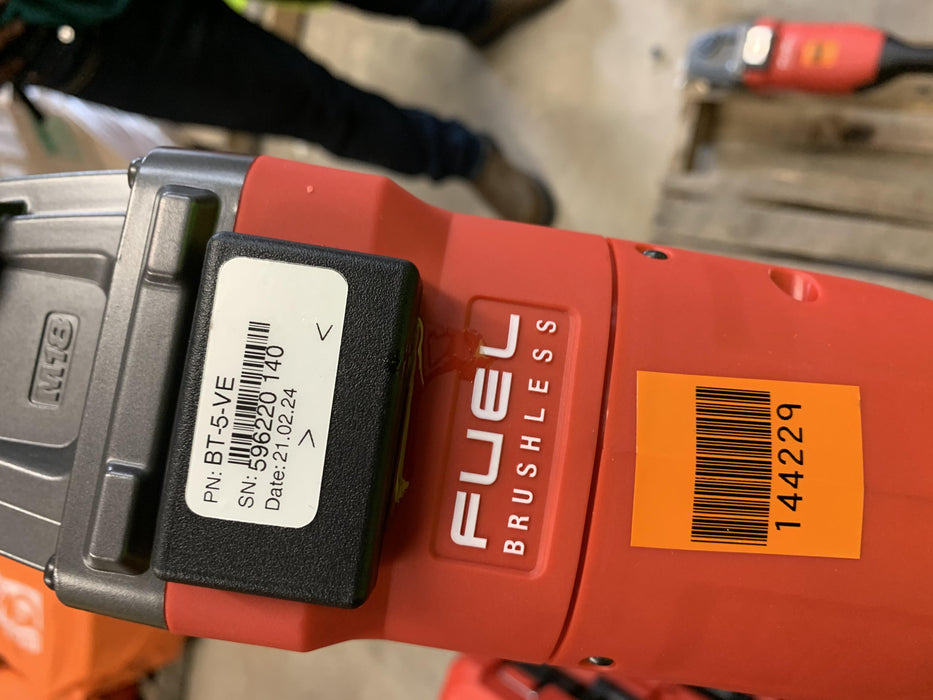 M18
PN: BT-5-VE
SN: 596220 140
Date: 21.02.24
< >
FUEL
BRUSHLESS
144229